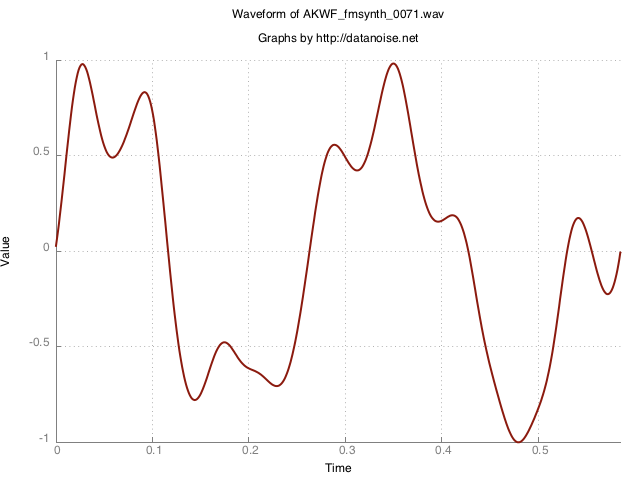 Waveform of AKWF_fmsynth_0071.wav
Graphs by http://datanoise.net
1
0.5
0
-0.5
-1
Value
0 0.1 0.2 0.3 0.4 0.5
Time